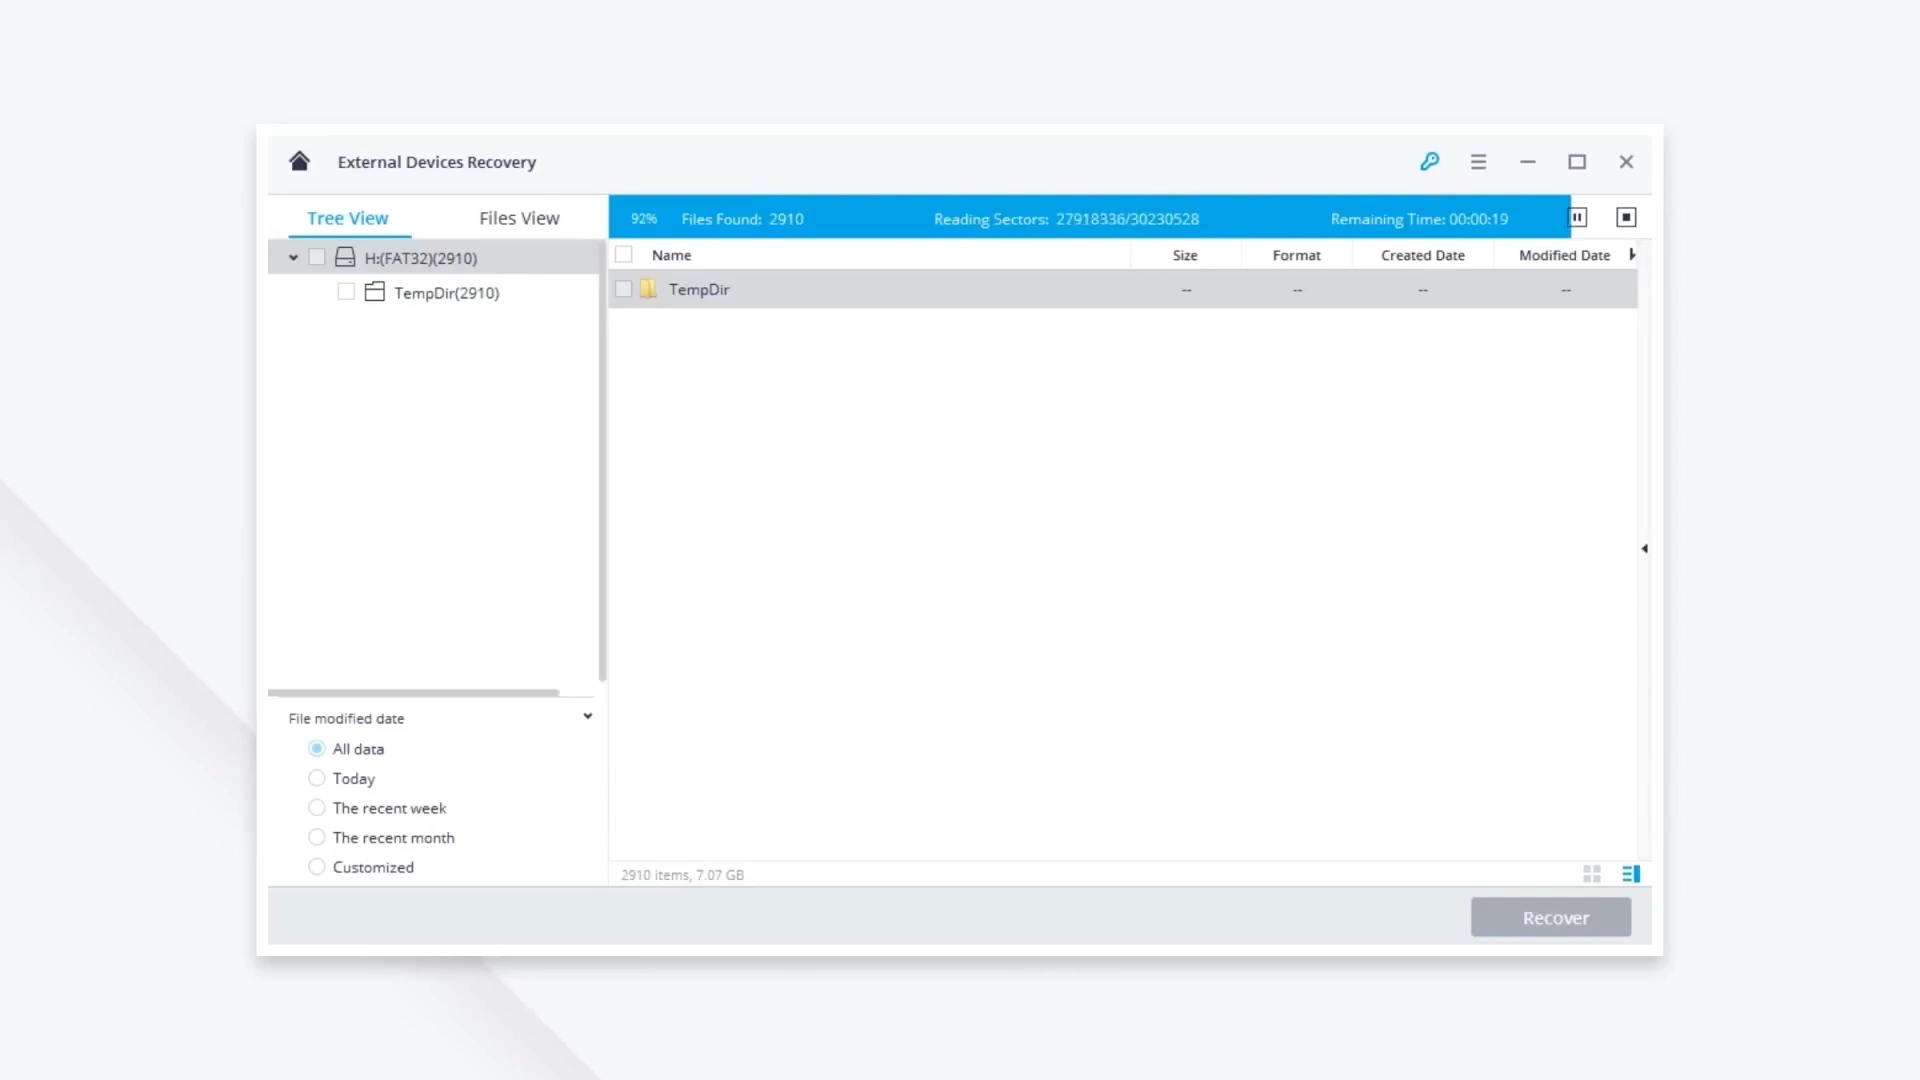 External Devices Recovery
Tree View Files View
92% Files Found: 2910 Reading Sectors: 27918336/30230528 Remaining Time: 00:00:19
H:(FAT32)(2910)
TempDir(2910)
Name Size Format Created Date Modified Date
TempDir -- -- -- --
File modified date
All data
Today
The recent week
The recent month
Customized
2910 items, 7.07 GB
Recover